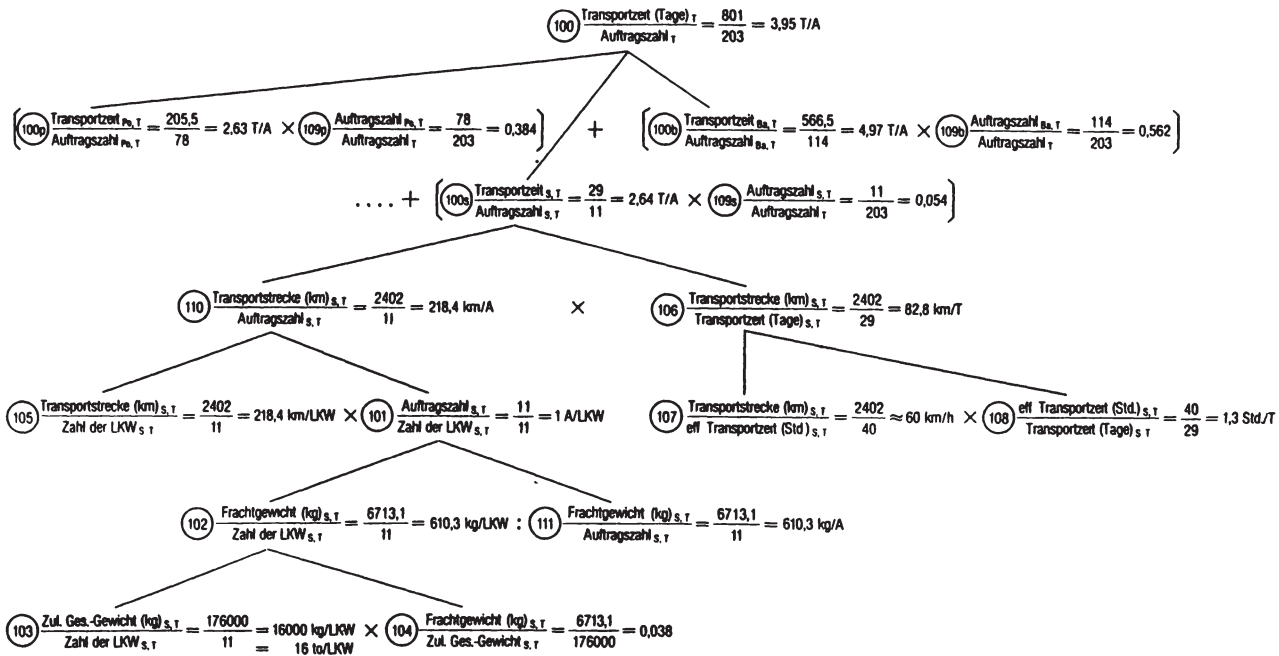 100 Transportzeit (Tage) T / Auftragszahl T = 801 / 203 = 3,95 T/A
[ 100p Transportzeit Po, T / Auftragszahl Po, T = 205,5 / 78 = 2,63 T/A × 109p Auftragszahl Po, T / Auftragszahl T = 78 / 203 = 0,384 ] + [ 100b Transportzeit Ba, T / Auftragszahl Ba, T = 566,5 / 114 = 4,97 T/A × 109b Auftragszahl Ba, T / Auftragszahl T = 114 / 203 = 0,562 ]
.... + [ 100s Transportzeit S, T / Auftragszahl S, T = 29 / 11 = 2,64 T/A × 109s Auftragszahl S, T / Auftragszahl T = 11 / 203 = 0,054 ]
110 Transportstrecke (km) S, T / Auftragszahl S, T = 2402 / 11 = 218,4 km/A × 106 Transportstrecke (km) S, T / Transportzeit (Tage) S, T = 2402 / 29 = 82,8 km/T
105 Transportstrecke (km) S, T / Zahl der LKW S, T = 2402 / 11 = 218,4 km/LKW × 101 Auftragszahl S, T / Zahl der LKW S, T = 11 / 11 = 1 A/LKW 107 Transportstrecke (km) S, T / eff Transportzeit (Std) S, T = 2402 / 40 ≈ 60 km/h × 108 eff Transportzeit (Std.) S, T / Transportzeit (Tage) S, T = 40 / 29 = 1,3 Std./T
102 Frachtgewicht (kg) S, T / Zahl der LKW S, T = 6713,1 / 11 = 610,3 kg/LKW : 111 Frachtgewicht (kg) S, T / Auftragszahl S, T = 6713,1 / 11 = 610,3 kg/A
103 Zul. Ges.-Gewicht (kg) S, T / Zahl der LKW S, T = 176000 / 11 = 16000 kg/LKW × 104 Frachtgewicht (kg) S, T / Zul. Ges.-Gewicht S, T = 6713,1 / 176000 = 0,038
= 16 to/LKW